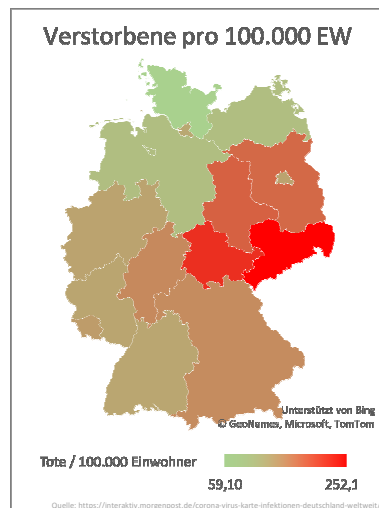 Verstorbene pro 100.000 EW
Unterstützt von Bing
© GeoNames, Microsoft, TomTom
Tote / 100.000 Einwohner
59,10
252,1
Quelle: https://interaktiv.morgenpost.de/corona-virus-karte-infektionen-deutschland-weltweit/